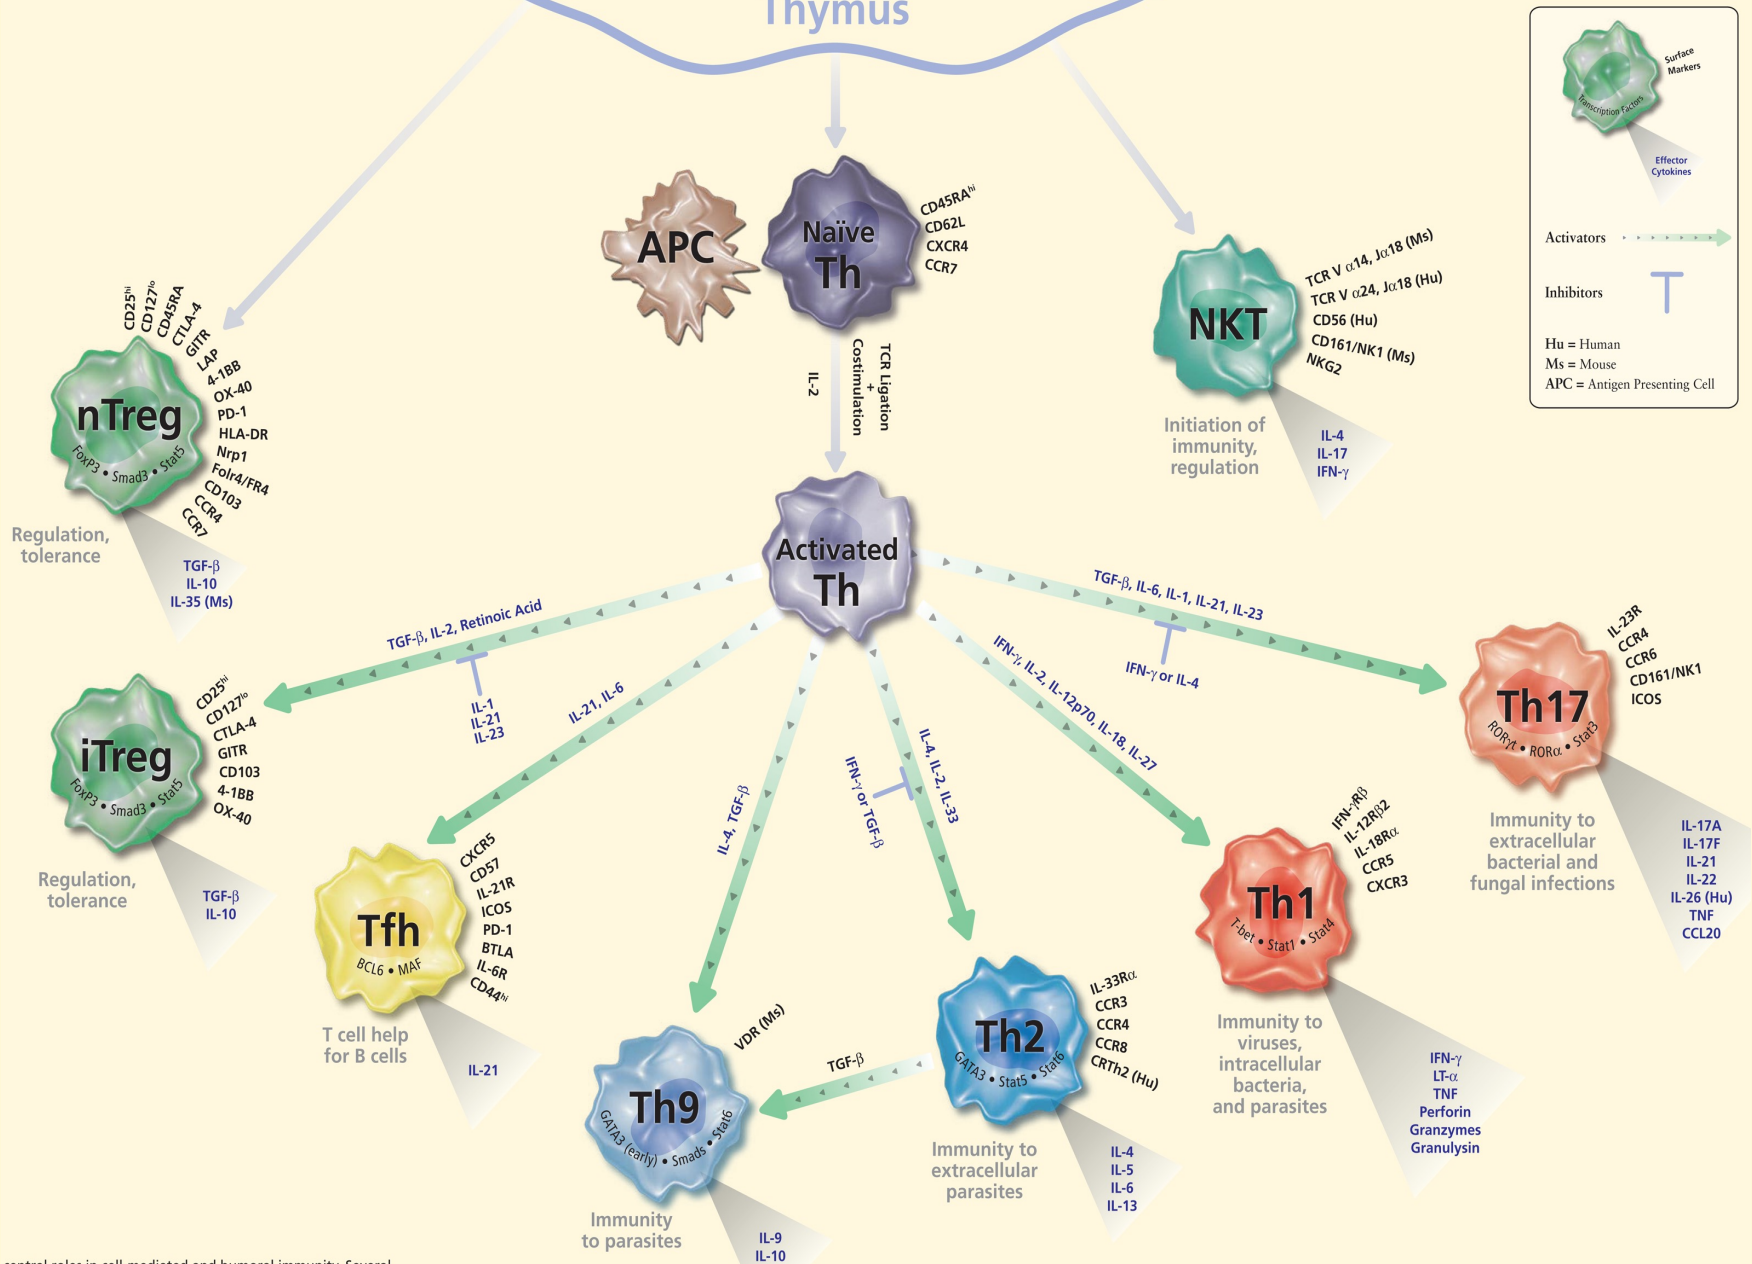 Thymus
Surface
Markers
Transcription Factors
Effector
Cytokines
Activators
Inhibitors
Hu = Human
Ms = Mouse
APC = Antigen Presenting Cell
APC
Naïve
Th
CD45RAhi
CD62L
CXCR4
CCR7
TCR Ligation
+
Costimulation
IL-2
NKT
TCR V α14, Jα18 (Ms)
TCR V α24, Jα18 (Hu)
CD56 (Hu)
CD161/NK1 (Ms)
NKG2
Initiation of
immunity,
regulation
IL-4
IL-17
IFN-γ
nTreg
FoxP3 • Smad3 • Stat5
CD25hi
CD127lo
CD45RA
CTLA-4
GITR
LAP
4-1BB
OX-40
PD-1
HLA-DR
Nrp1
Folr4/FR4
CD103
CCR4
CCR7
Regulation,
tolerance
TGF-β
IL-10
IL-35 (Ms)
Activated
Th
TGF-β, IL-2, Retinoic Acid
IL-1
IL-21
IL-23
IL-21, IL-6
IL-4, TGF-β
IL-4, IL-2, IL-33
IFN-γ or TGF-β
IFN-γ, IL-2, IL-12p70, IL-18, IL-27
TGF-β, IL-6, IL-1, IL-21, IL-23
IFN-γ or IL-4
iTreg
FoxP3 • Smad3 • Stat5
CD25hi
CD127lo
CTLA-4
GITR
CD103
4-1BB
OX-40
Regulation,
tolerance
TGF-β
IL-10
Tfh
BCL6 • MAF
CXCR5
CD57
IL-21R
ICOS
PD-1
BTLA
IL-6R
CD44hi
T cell help
for B cells
IL-21
Th9
GATA3 (early) • Smads • Stat6
VDR (Ms)
Immunity
to parasites
IL-9
IL-10
TGF-β
Th2
GATA3 • Stat5 • Stat6
IL-33Rα
CCR3
CCR4
CCR8
CRTh2 (Hu)
Immunity to
extracellular
parasites
IL-4
IL-5
IL-6
IL-13
Th1
T-bet • Stat1 • Stat4
IFN-γRβ
IL-12Rβ2
IL-18Rα
CCR5
CXCR3
Immunity to
viruses,
intracellular
bacteria,
and parasites
IFN-γ
LT-α
TNF
Perforin
Granzymes
Granulysin
Th17
RORγt • RORα • Stat3
IL-23R
CCR4
CCR6
CD161/NK1
ICOS
Immunity to
extracellular
bacterial and
fungal infections
IL-17A
IL-17F
IL-21
IL-22
IL-26 (Hu)
TNF
CCL20
central roles in cell-mediated and humoral immunity. Several